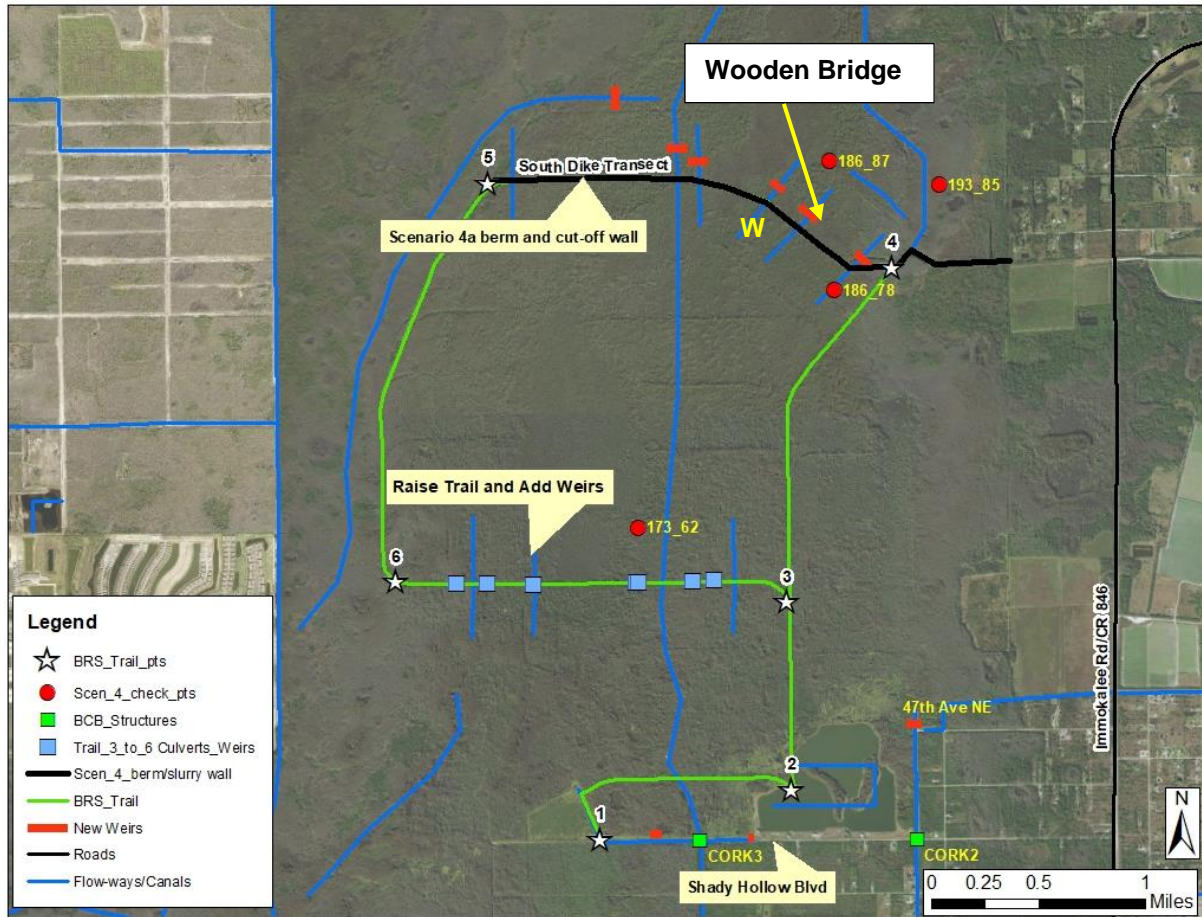 Wooden Bridge
5
South Dike Transect
186_87
193_85
Scenario 4a berm and cut-off wall
W
4
186_78
Raise Trail and Add Weirs
173_62
6
3
Immokalee Rd/CR 846
47th Ave NE
2
1
CORK3
CORK2
Shady Hollow Blvd
Legend
BRS_Trail_pts
Scen_4_check_pts
BCB_Structures
Trail_3_to_6 Culverts_Weirs
Scen_4_berm/slurry wall
BRS_Trail
New Weirs
Roads
Flow-ways/Canals
N
0 0.25 0.5 1
Miles